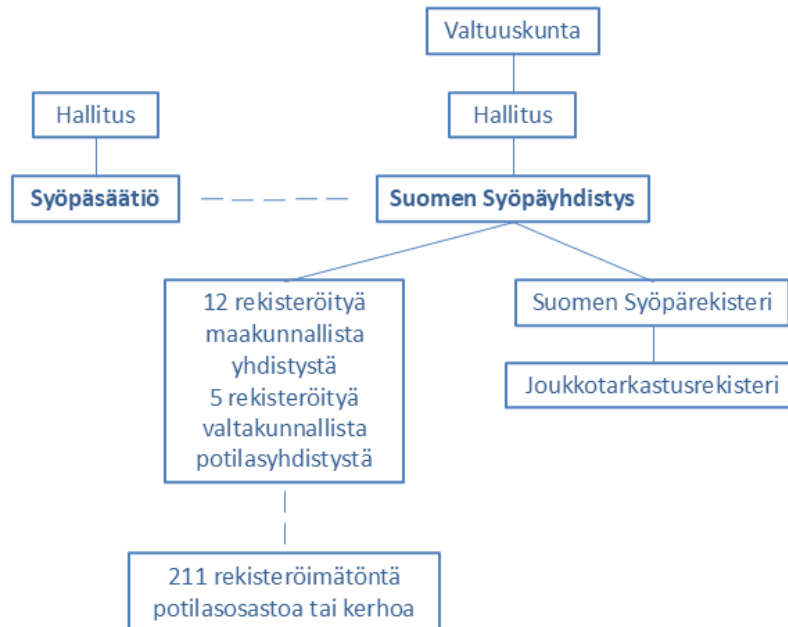 Valtuuskunta
Hallitus
Hallitus
Syöpäsäätiö
Suomen Syöpäyhdistys
12 rekisteröityä
maakunnallista
yhdistystä
5 rekisteröityä
valtakunnallista
potilasyhdistystä
Suomen Syöpärekisteri
Joukkotarkastusrekisteri
211 rekisteröimätöntä
potilasosastoa tai kerhoa